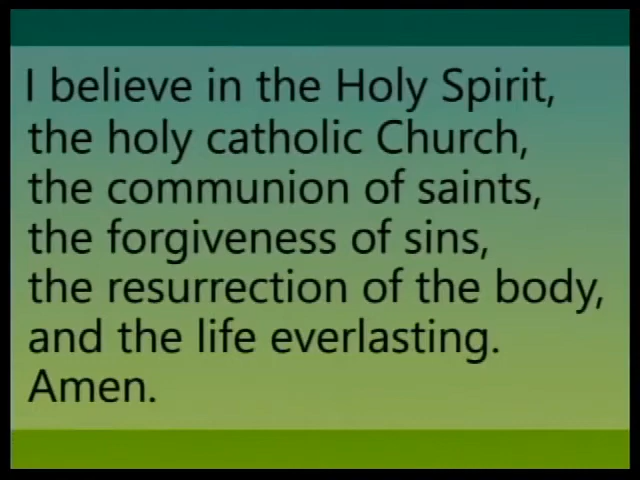 I believe in the Holy Spirit,
the holy catholic Church,
the communion of saints,
the forgiveness of sins,
the resurrection of the body,
and the life everlasting.
Amen.